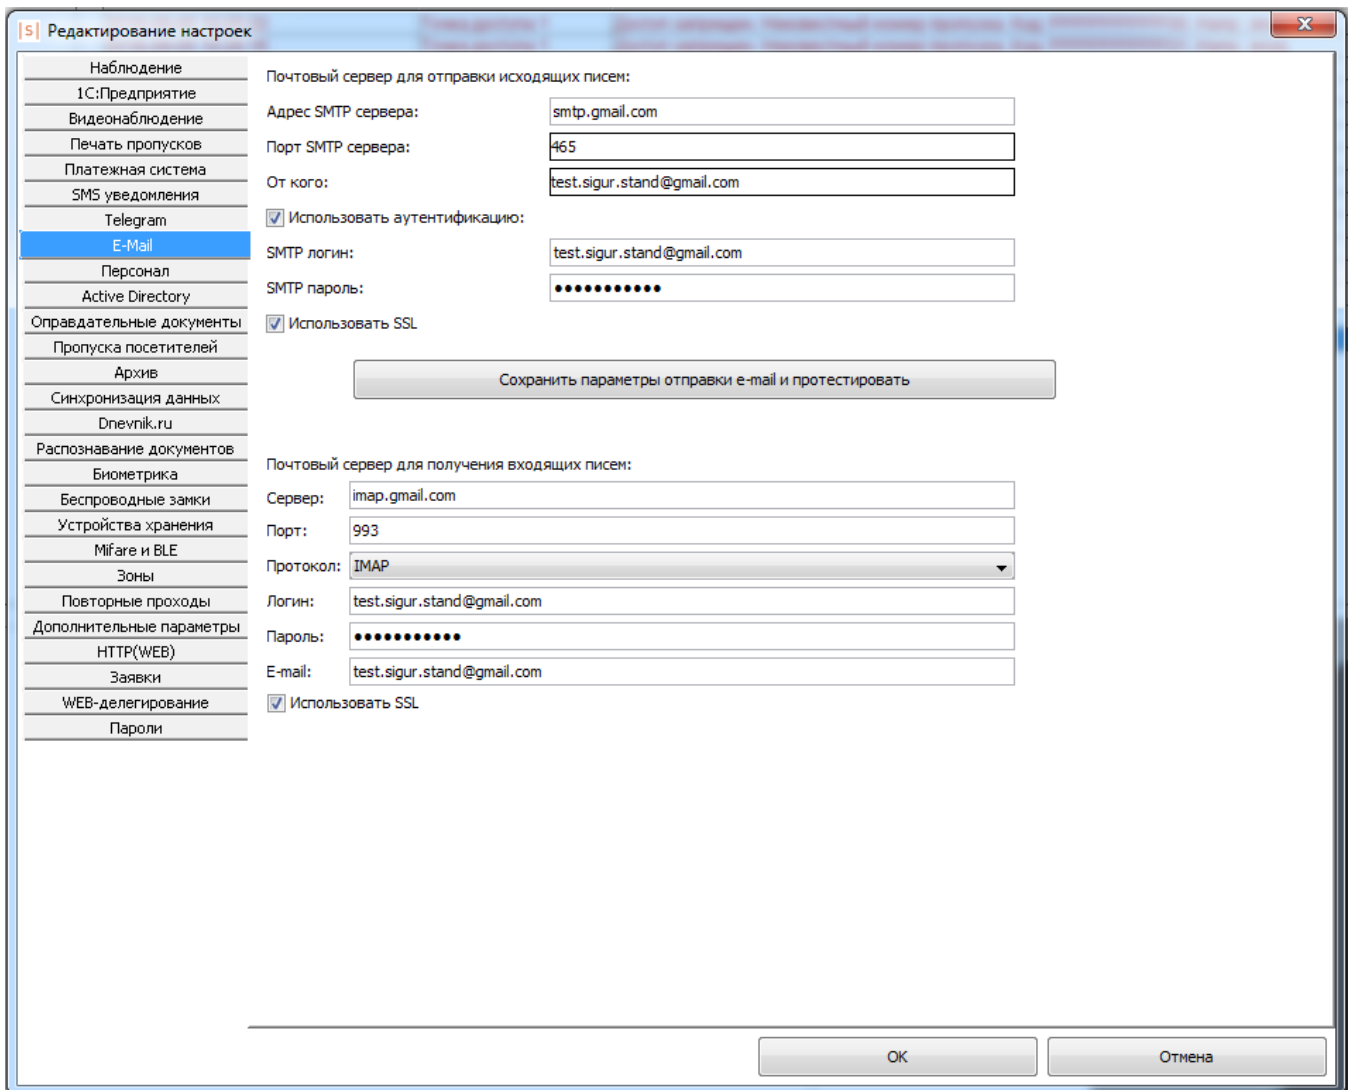 |S| Редактирование настроек
Наблюдение
1С:Предприятие
Видеонаблюдение
Печать пропусков
Платежная система
SMS уведомления
Telegram
E-Mail
Персонал
Active Directory
Оправдательные документы
Пропуска посетителей
Архив
Синхронизация данных
Dnevnik.ru
Распознавание документов
Биометрика
Беспроводные замки
Устройства хранения
Mifare и BLE
Зоны
Повторные проходы
Дополнительные параметры
HTTP(WEB)
Заявки
WEB-делегирование
Пароли
Почтовый сервер для отправки исходящих писем:
Адрес SMTP сервера: smtp.gmail.com
Порт SMTP сервера: 465
От кого: test.sigur.stand@gmail.com
Использовать аутентификацию:
SMTP логин: test.sigur.stand@gmail.com
SMTP пароль: ●●●●●●●●●●●
Использовать SSL
Сохранить параметры отправки e-mail и протестировать
Почтовый сервер для получения входящих писем:
Сервер: imap.gmail.com
Порт: 993
Протокол: IMAP
Логин: test.sigur.stand@gmail.com
Пароль: ●●●●●●●●●●●
E-mail: test.sigur.stand@gmail.com
Использовать SSL
OK
Отмена